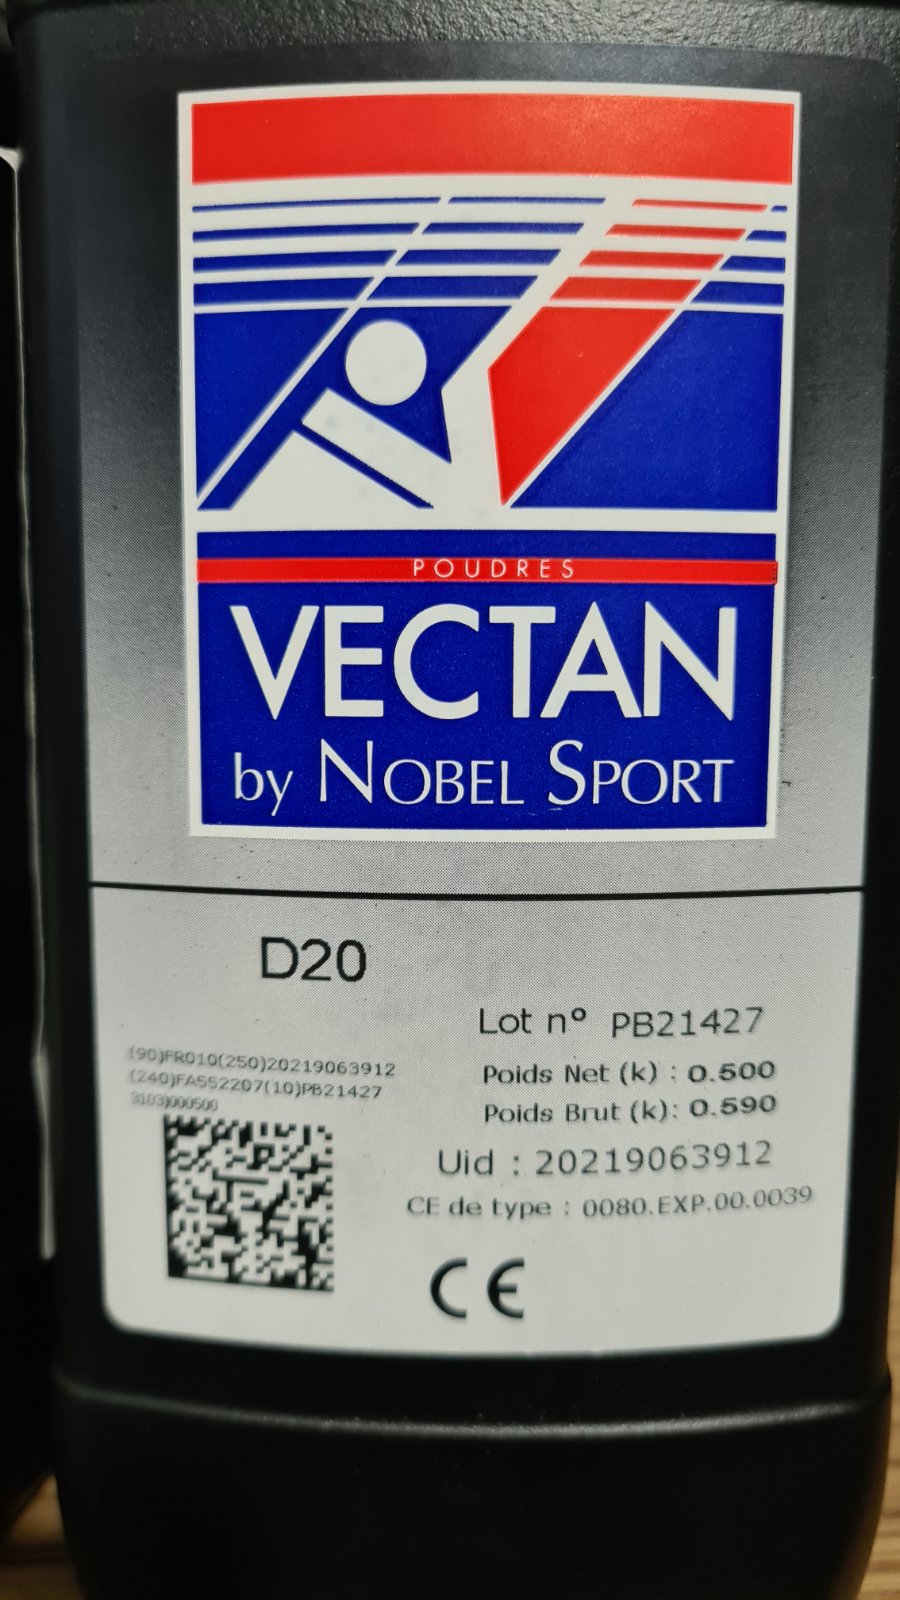 POUDRES
VECTAN
by NOBEL SPORT
D20
Lot nº PB21427
(90)FR010(250)20219063912
(240)FA552207(10)PB21427
3103)000500
Poids Net (k) : 0.500
Poids Brut (k): 0.590
Uid : 20219063912
CE de type : 0080.EXP.00.0039
CE